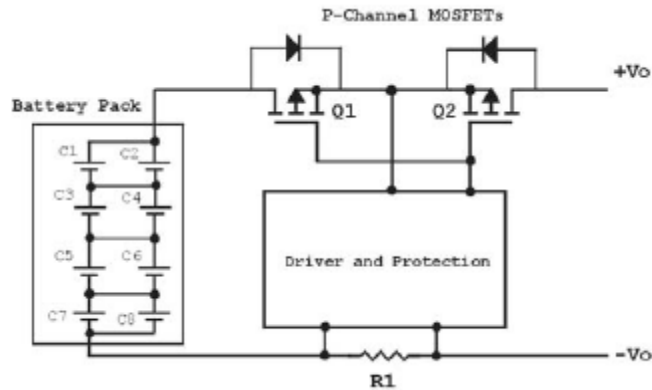 P-Channel MOSFETs
+Vo
Battery Pack
Q1
Q2
C1
C2
C3
C4
Driver and Protection
C5
C6
C7
C8
-Vo
R1